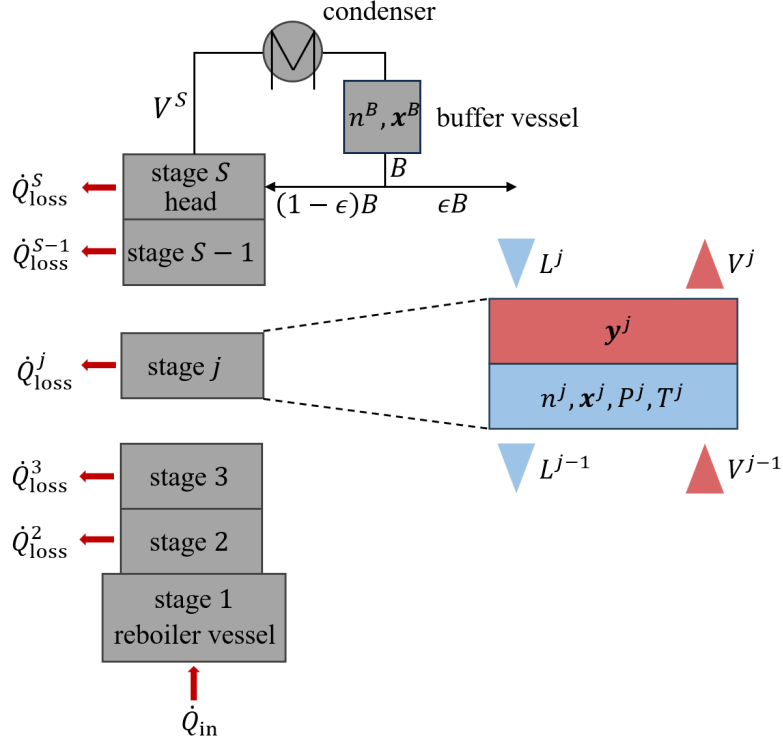 condenser
V^S
n^B, x^B
buffer vessel
B
Q̇_loss^S
stage S
head
(1 − ϵ)B
ϵB
Q̇_loss^{S−1}
stage S − 1
L^j
V^j
y^j
Q̇_loss^j
stage j
n^j, x^j, P^j, T^j
L^{j−1}
V^{j−1}
Q̇_loss^3
stage 3
Q̇_loss^2
stage 2
stage 1
reboiler vessel
Q̇_in